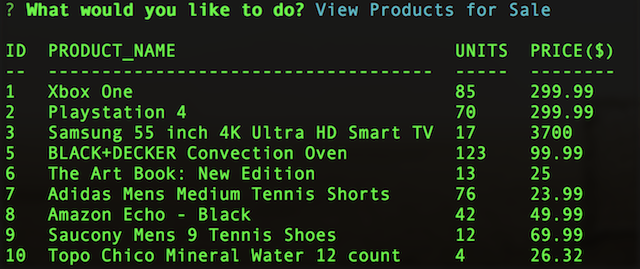 ? What would you like to do? View Products for Sale
ID  PRODUCT_NAME                          UNITS  PRICE($)
--  ------------------------------------  -----  --------
1   Xbox One                              85     299.99
2   Playstation 4                         70     299.99
3   Samsung 55 inch 4K Ultra HD Smart TV  17     3700
5   BLACK+DECKER Convection Oven          123    99.99
6   The Art Book: New Edition             13     25
7   Adidas Mens Medium Tennis Shorts      76     23.99
8   Amazon Echo - Black                   42     49.99
9   Saucony Mens 9 Tennis Shoes           12     69.99
10  Topo Chico Mineral Water 12 count     4      26.32